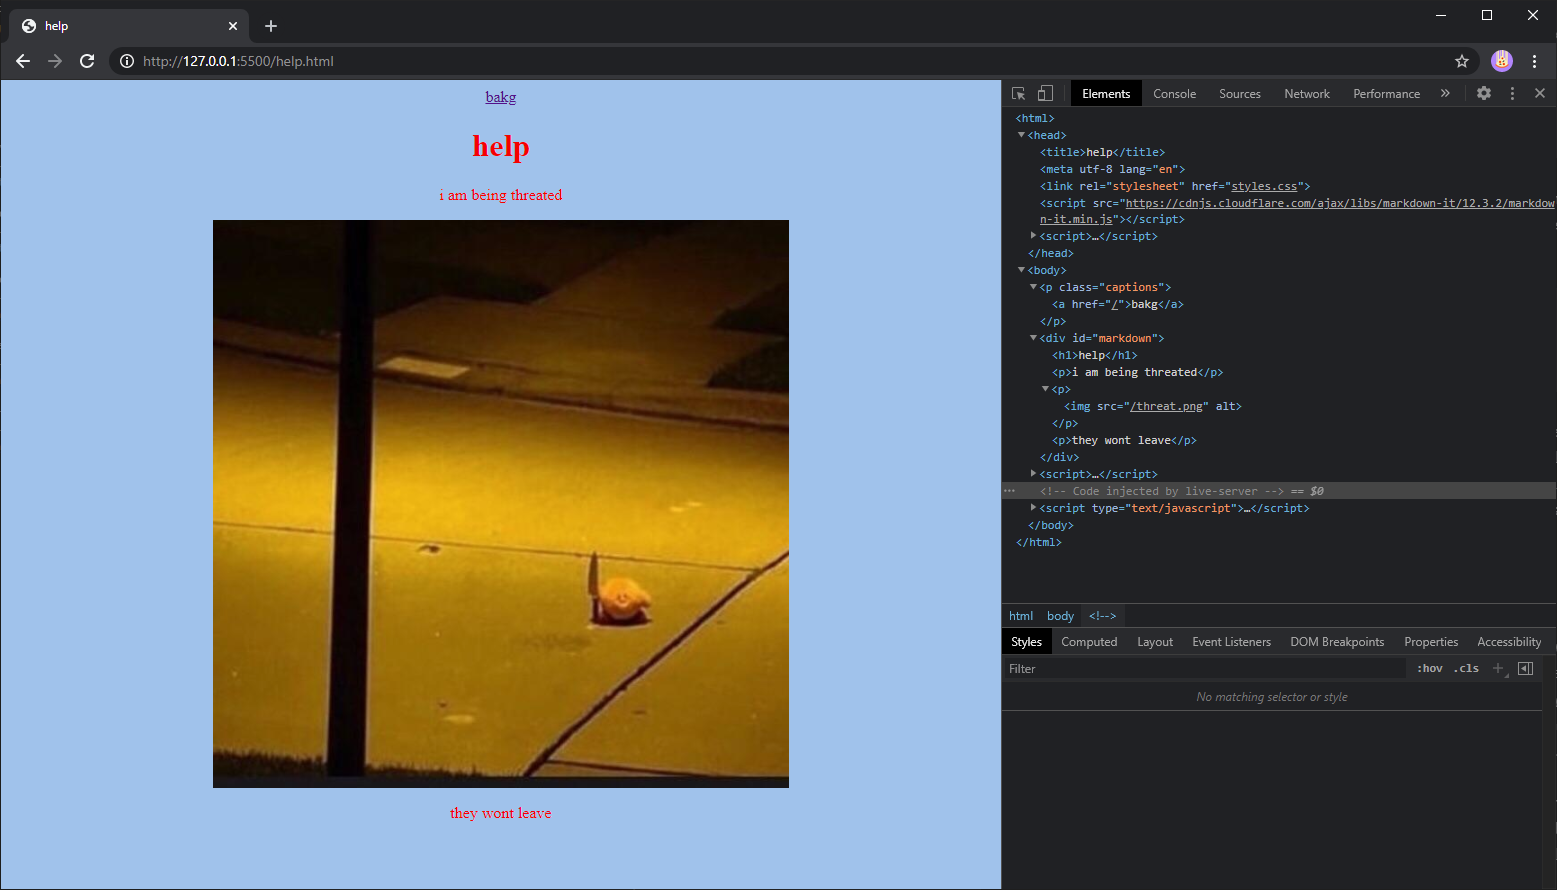 help
http://127.0.0.1:5500/help.html
bakg
help
i am being threated
they wont leave
Elements Console Sources Network Performance
<html>
<head>
<title>help</title>
<meta utf-8 lang="en">
<link rel="stylesheet" href="styles.css">
<script src="https://cdnjs.cloudflare.com/ajax/libs/markdown-it/12.3.2/markdow
n-it.min.js"></script>
<script>…</script>
</head>
<body>
<p class="captions">
<a href="/">bakg</a>
</p>
<div id="markdown">
<h1>help</h1>
<p>i am being threated</p>
<p>
<img src="/threat.png" alt>
</p>
<p>they wont leave</p>
</div>
<script>…</script>
<!-- Code injected by live-server --> == $0
<script type="text/javascript">…</script>
</body>
</html>
html body <!-->
Styles Computed Layout Event Listeners DOM Breakpoints Properties Accessibility
Filter :hov .cls
No matching selector or style